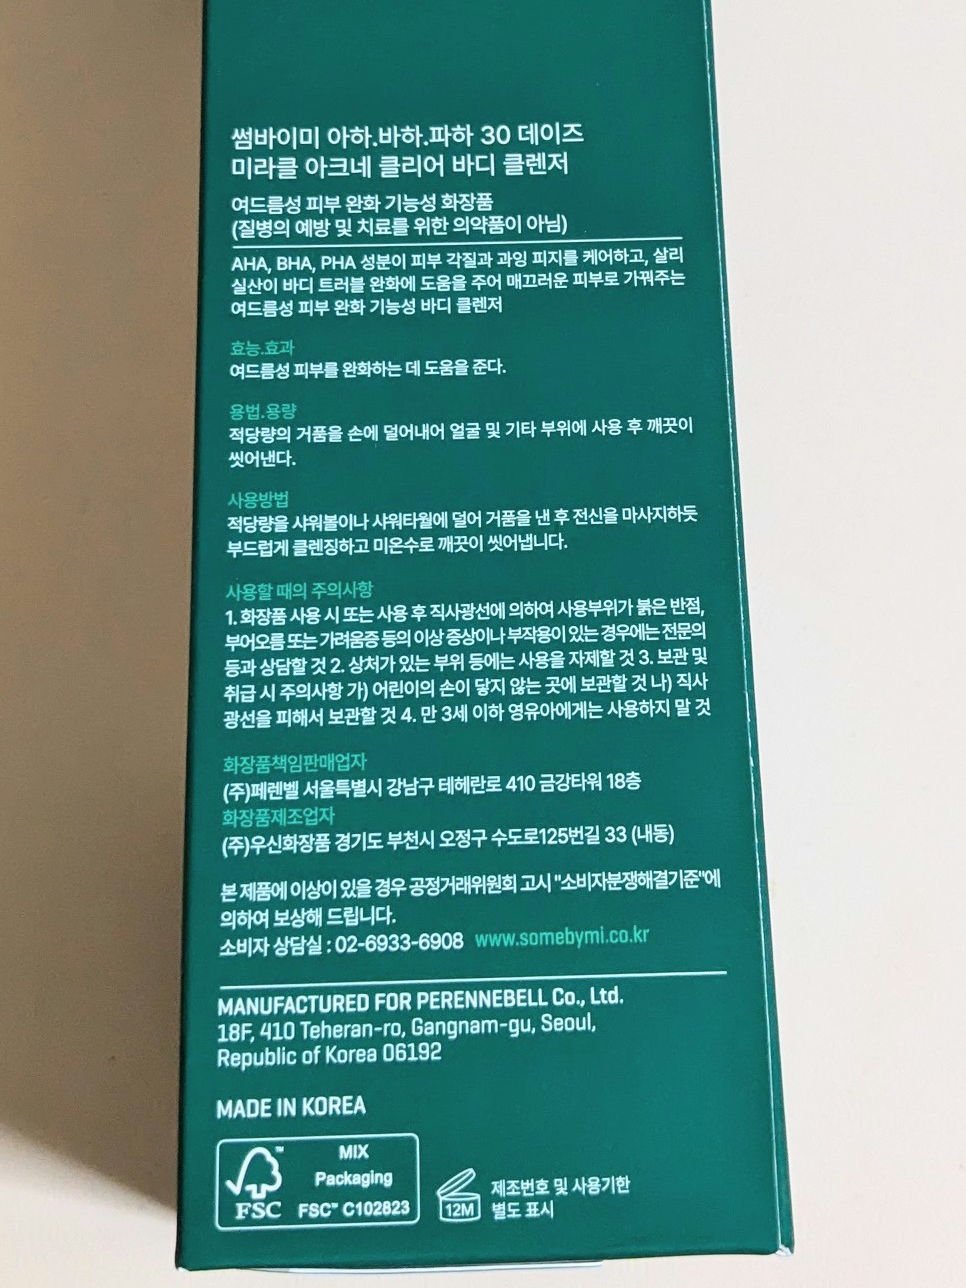 썸바이미 아하.바하.파하 30 데이즈
미라클 아크네 클리어 바디 클렌저
여드름성 피부 완화 기능성 화장품
(질병의 예방 및 치료를 위한 의약품이 아님)
AHA, BHA, PHA 성분이 피부 각질과 과잉 피지를 케어하고, 살리
실산이 바디 트러블 완화에 도움을 주어 매끄러운 피부로 가꿔주는
여드름성 피부 완화 기능성 바디 클렌저
효능.효과
여드름성 피부를 완화하는 데 도움을 준다.
용법.용량
적당량의 거품을 손에 덜어내어 얼굴 및 기타 부위에 사용 후 깨끗이
씻어낸다.
사용방법
적당량을 샤워볼이나 샤워타월에 덜어 거품을 낸 후 전신을 마사지하듯
부드럽게 클렌징하고 미온수로 깨끗이 씻어냅니다.
사용할 때의 주의사항
1. 화장품 사용 시 또는 사용 후 직사광선에 의하여 사용부위가 붉은 반점,
부어오름 또는 가려움증 등의 이상 증상이나 부작용이 있는 경우에는 전문의
등과 상담할 것 2. 상처가 있는 부위 등에는 사용을 자제할 것 3. 보관 및
취급 시 주의사항 가) 어린이의 손이 닿지 않는 곳에 보관할 것 나) 직사
광선을 피해서 보관할 것 4. 만 3세 이하 영유아에게는 사용하지 말 것
화장품책임판매업자
(주)페렌벨 서울특별시 강남구 테헤란로 410 금강타워 18층
화장품제조업자
(주)우신화장품 경기도 부천시 오정구 수도로125번길 33 (내동)
본 제품에 이상이 있을 경우 공정거래위원회 고시 "소비자분쟁해결기준"에
의하여 보상해 드립니다.
소비자 상담실 : 02-6933-6908 www.somebymi.co.kr
MANUFACTURED FOR PERENNEBELL Co., Ltd.
18F, 410 Teheran-ro, Gangnam-gu, Seoul,
Republic of Korea 06192
MADE IN KOREA
MIX
Packaging
FSC FSC™ C102823
12M 제조번호 및 사용기한
별도 표시